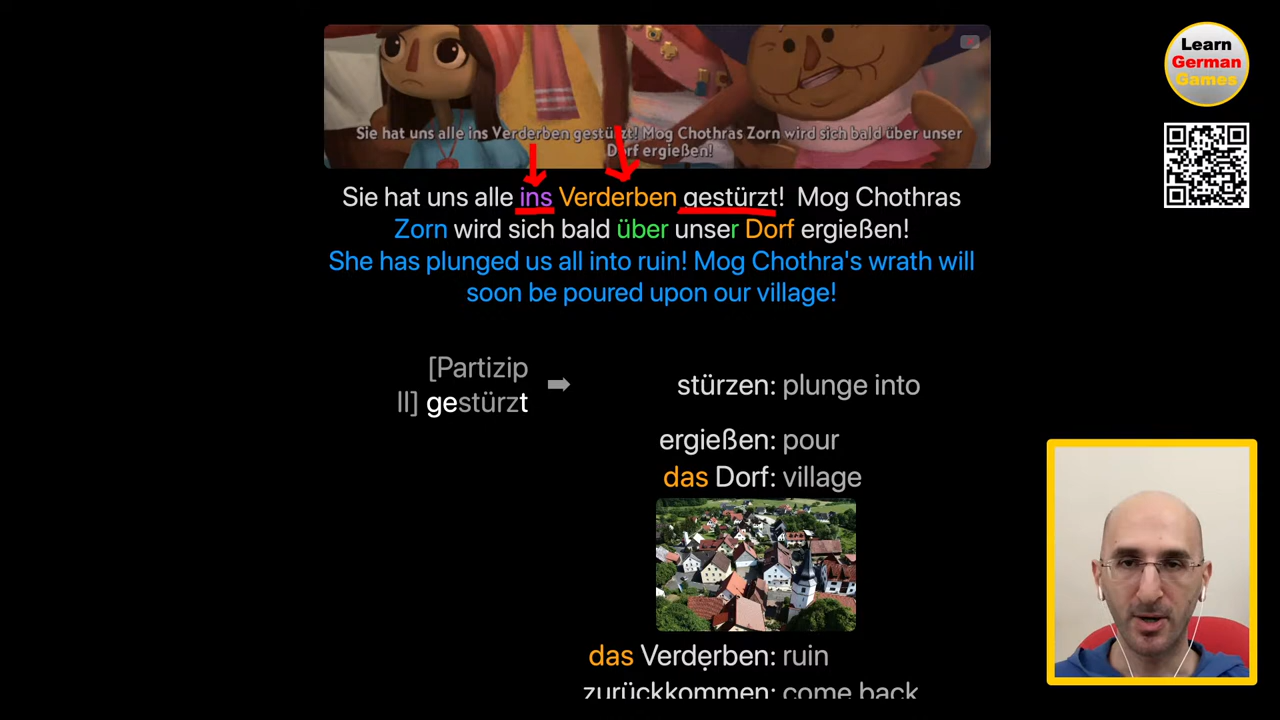 Learn
German
Games
Sie hat uns alle ins Verderben gestürzt! Mog Chothras Zorn wird sich bald über unser
Dorf ergießen!
Sie hat uns alle ins Verderben gestürzt! Mog Chothras
Zorn wird sich bald über unser Dorf ergießen!
She has plunged us all into ruin! Mog Chothra's wrath will
soon be poured upon our village!
[Partizip
II] gestürzt
stürzen: plunge into
ergießen: pour
das Dorf: village
das Verdẹrben: ruin
zurückkommen: come back